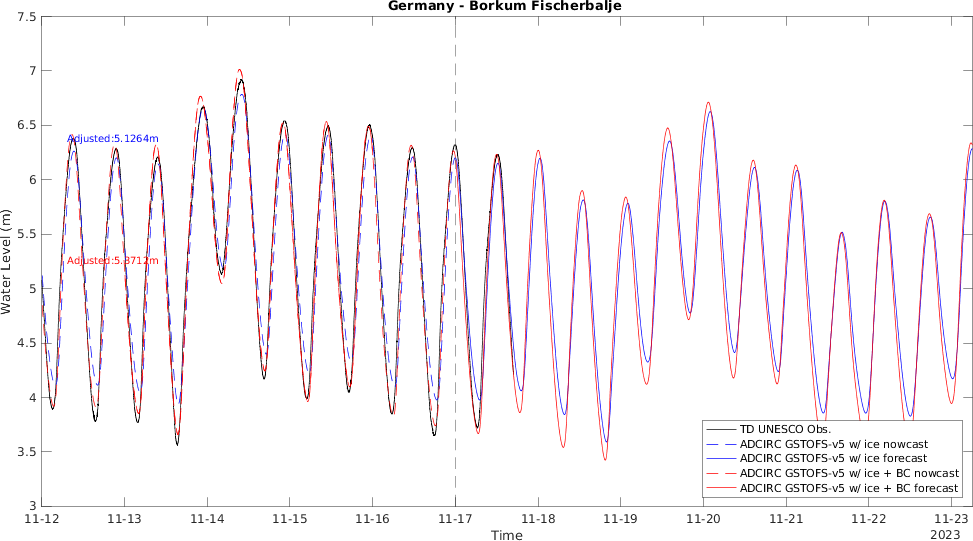 Germany - Borkum Fischerbalje
7.5
7
6.5
6
5.5
5
4.5
4
3.5
3
Water Level (m)
Adjusted:5.1264m
Adjusted:5.3712m
TD UNESCO Obs.
ADCIRC GSTOFS-v5 w/ ice nowcast
ADCIRC GSTOFS-v5 w/ ice forecast
ADCIRC GSTOFS-v5 w/ ice + BC nowcast
ADCIRC GSTOFS-v5 w/ ice + BC forecast
11-12 11-13 11-14 11-15 11-16 11-17 11-18 11-19 11-20 11-21 11-22 11-23
Time
2023